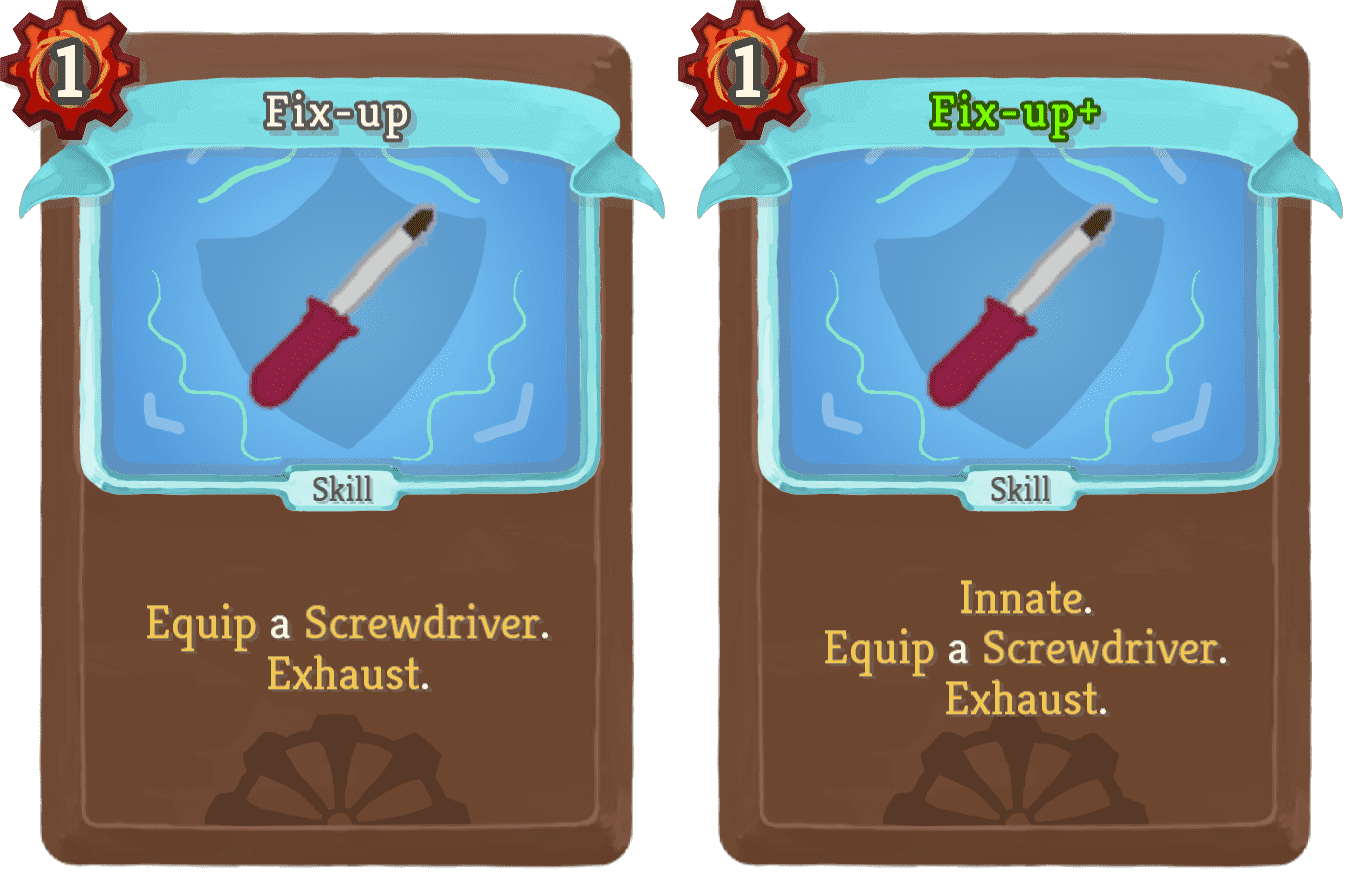 1
Fix-up
Skill
Equip a Screwdriver.
Exhaust.
1
Fix-up+
Skill
Innate.
Equip a Screwdriver.
Exhaust.